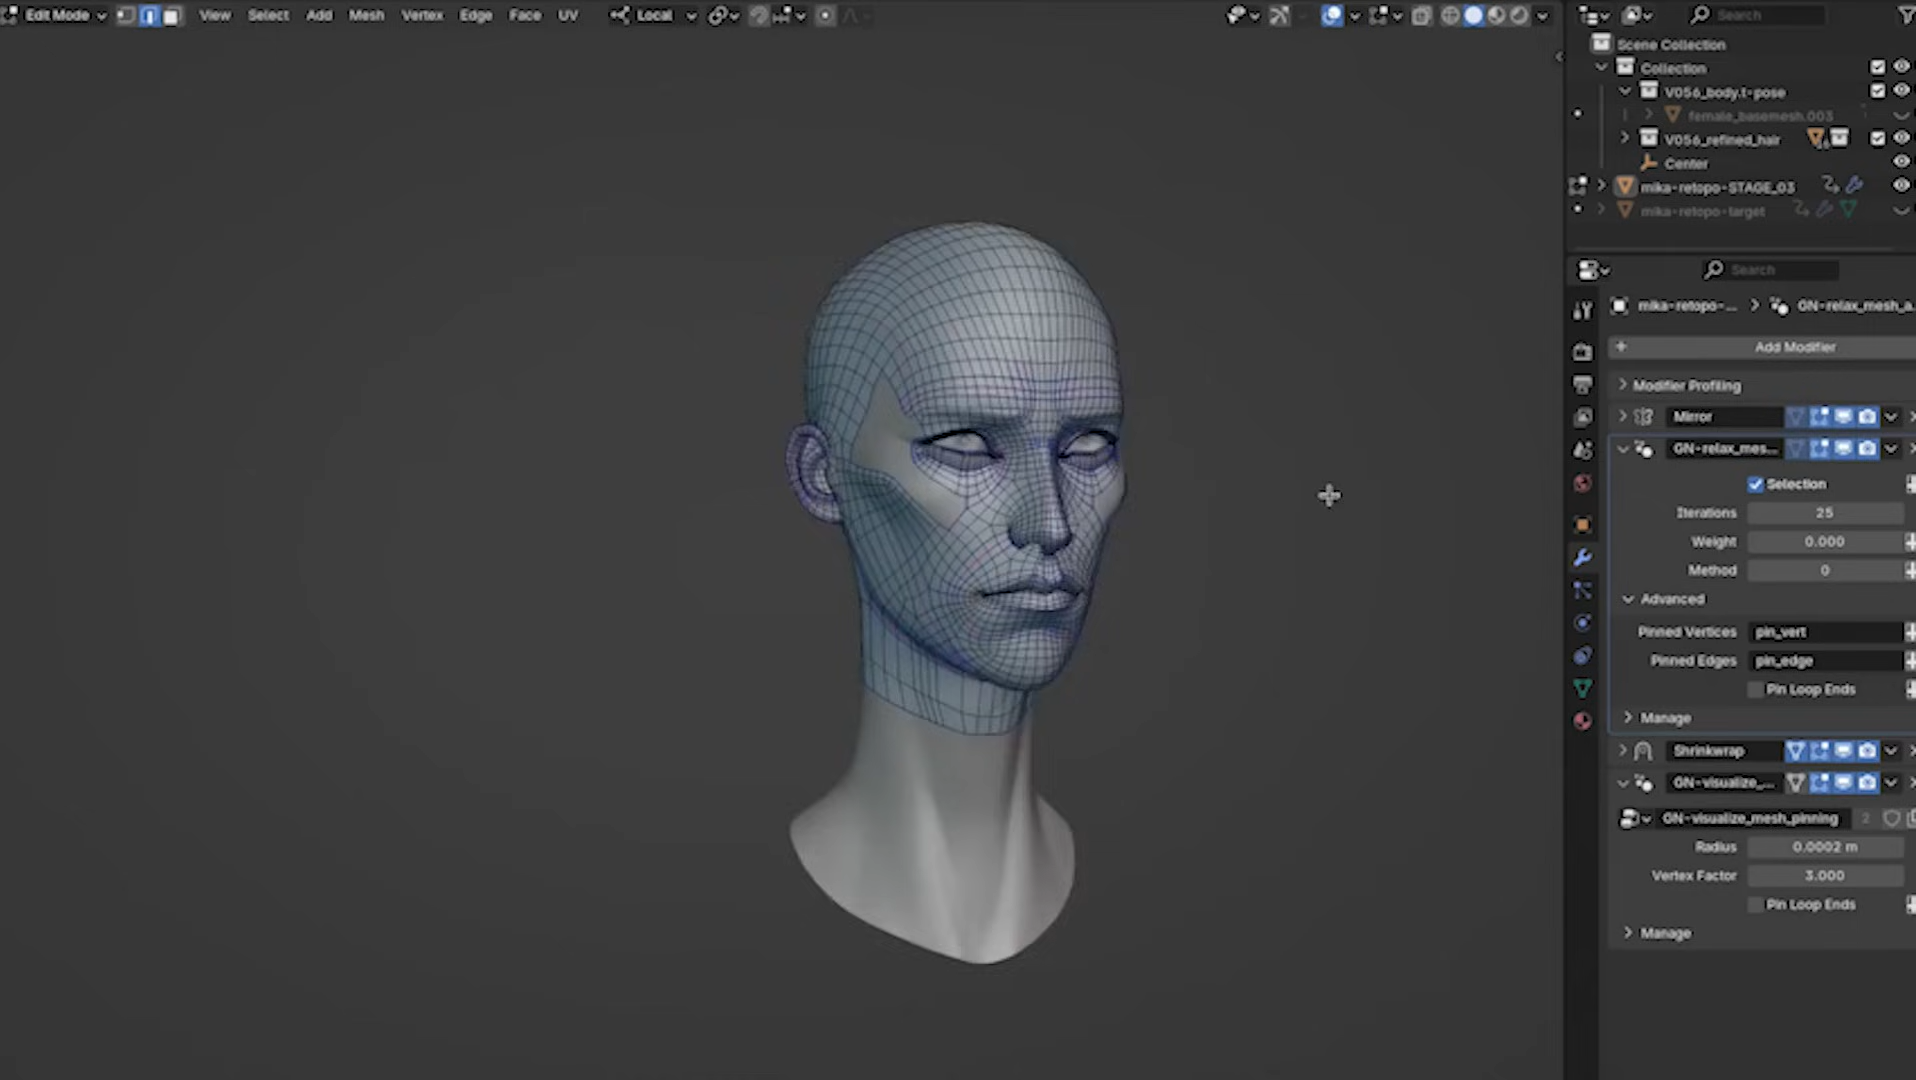 Edit Mode View Select Add Mesh Vertex Edge Face UV Local
Search
Scene Collection
Collection
V056_body.t-pose
female_basemesh.003
V056_refined_hair
Center
mika-retopo-STAGE_03
mika-retopo-target
Search
mika-retopo-... GN-relax_mesh_a.
Add Modifier
Modifier Profiling
Mirror
GN-relax_mes...
Selection
Iterations 25
Weight 0.000
Method 0
Advanced
Pinned Vertices pin_vert
Pinned Edges pin_edge
Pin Loop Ends
Manage
Shrinkwrap
GN-visualize_...
GN-visualize_mesh_pinning 2
Radius 0.0002 m
Vertex Factor 3.000
Pin Loop Ends
Manage